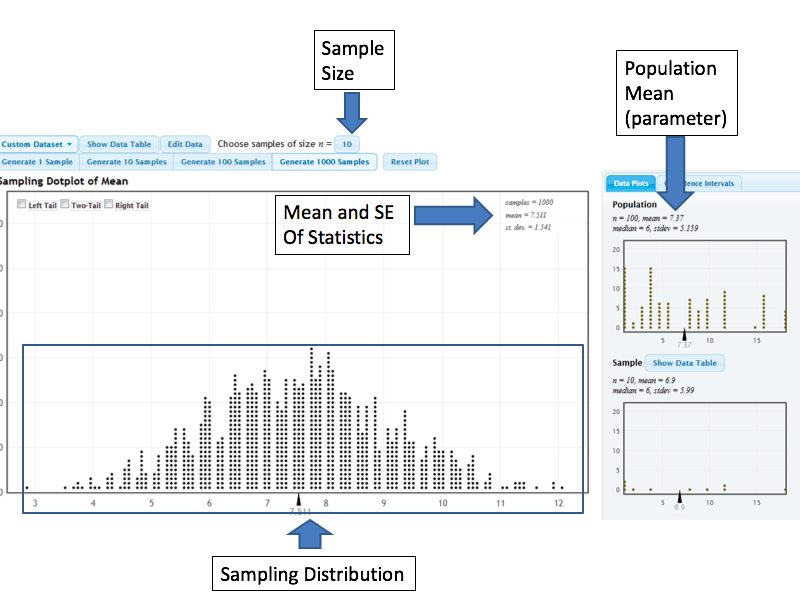 Sample
Size
Population
Mean
(parameter)
Custom Dataset Show Data Table Edit Data Choose samples of size n = 10
Generate 1 Sample Generate 10 Samples Generate 100 Samples Generate 1000 Samples Reset Plot
Sampling Dotplot of Mean
Left Tail Two-Tail Right Tail
Mean and SE
Of Statistics
samples = 1000
mean = 7.511
st. dev = 1.541
3 4 5 6 7 8 9 10 11 12
7.511
Sampling Distribution
Data Plots dence Intervals
Population
n = 100, mean = 7.37
median = 6, stdev = 5.159
20
15
10
5
0
5 10 15
7.37
Sample Show Data Table
n = 10, mean = 6.9
median = 6, stdev = 5.99
20
15
10
5
0
5 10 15
6.9